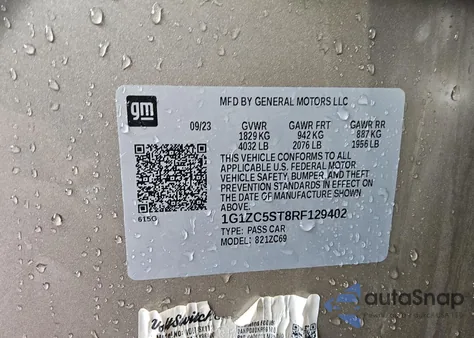 gm
MFD BY GENERAL MOTORS LLC
09/23 GVWR GAWR FRT GAWR RR
1829 KG 942 KG 887 KG
4032 LB 2076 LB 1956 LB
THIS VEHICLE CONFORMS TO ALL
APPLICABLE U.S. FEDERAL MOTOR
VEHICLE SAFETY, BUMPER, AND THEFT
PREVENTION STANDARDS IN EFFECT ON THE
DATE OF MANUFACTURE SHOWN ABOVE.
615G
1G1ZC5ST8RF129402
TYPE: PASS CAR
MODEL: 821ZC69
autoSnap